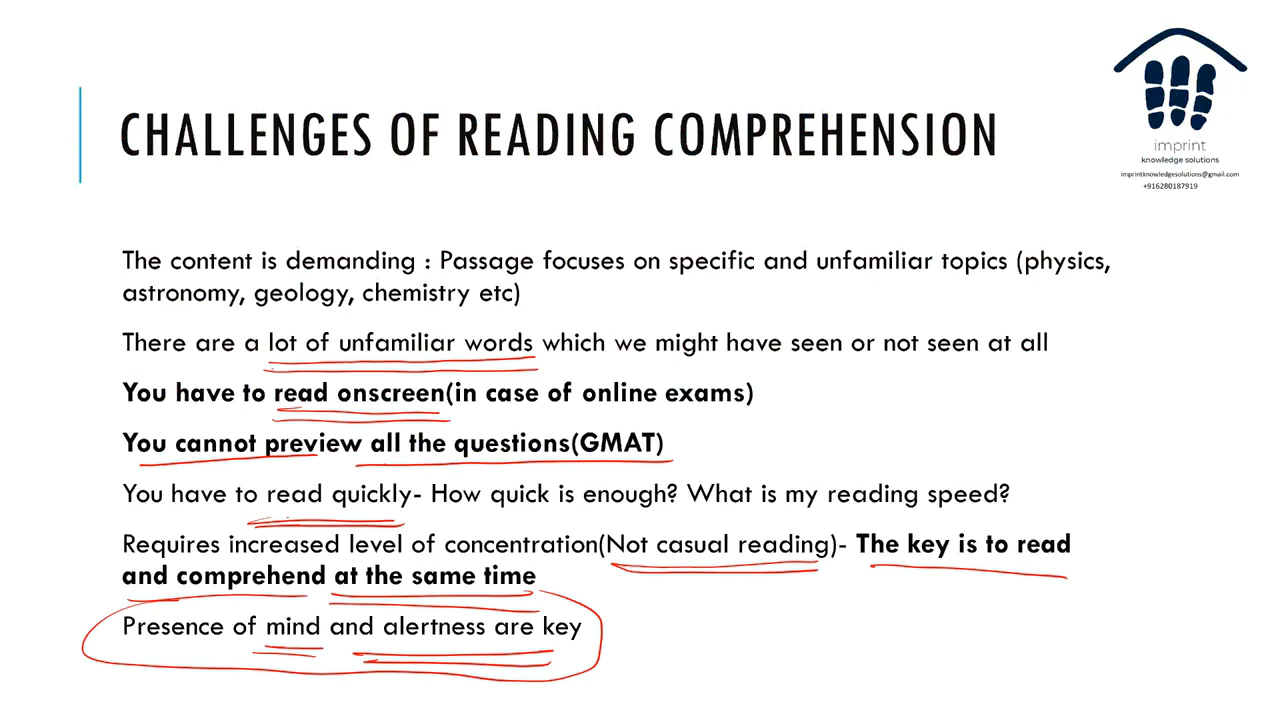 CHALLENGES OF READING COMPREHENSION
imprint
knowledge solutions
imprintknowledgesolutions@gmail.com
+916280187919
The content is demanding : Passage focuses on specific and unfamiliar topics (physics,
astronomy, geology, chemistry etc)
There are a lot of unfamiliar words which we might have seen or not seen at all
You have to read onscreen(in case of online exams)
You cannot preview all the questions(GMAT)
You have to read quickly- How quick is enough? What is my reading speed?
Requires increased level of concentration(Not casual reading)- The key is to read
and comprehend at the same time
Presence of mind and alertness are key